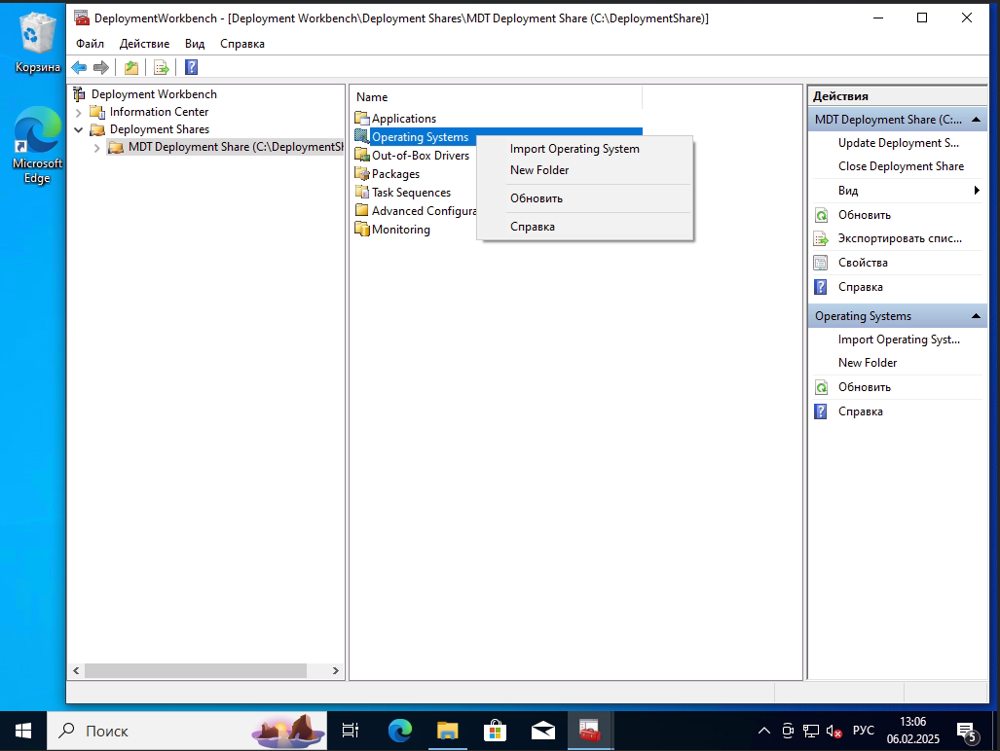 Корзина
Microsoft
Edge
DeploymentWorkbench - [Deployment Workbench\Deployment Shares\MDT Deployment Share (C:\DeploymentShare)]
Файл Действие Вид Справка
Deployment Workbench
Information Center
Deployment Shares
MDT Deployment Share (C:\DeploymentSh
Name
Applications
Operating Systems
Out-of-Box Drivers
Packages
Task Sequences
Advanced Configura
Monitoring
Import Operating System
New Folder
Обновить
Справка
Действия
MDT Deployment Share (C:...
Update Deployment S...
Close Deployment Share
Вид
Обновить
Экспортировать спис...
Свойства
Справка
Operating Systems
Import Operating Syst...
New Folder
Обновить
Справка
Поиск
РУС
13:06
06.02.2025
5